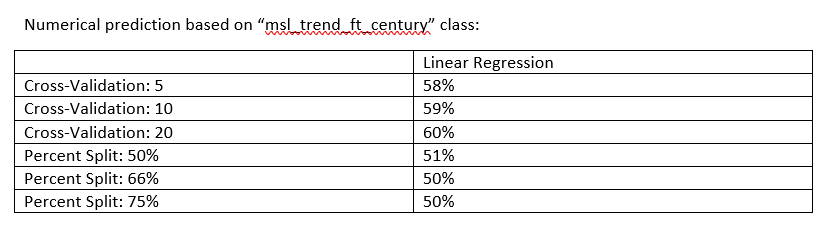 Numerical prediction based on “msl_trend_ft_century” class:
Linear Regression
Cross-Validation: 5 58%
Cross-Validation: 10 59%
Cross-Validation: 20 60%
Percent Split: 50% 51%
Percent Split: 66% 50%
Percent Split: 75% 50%